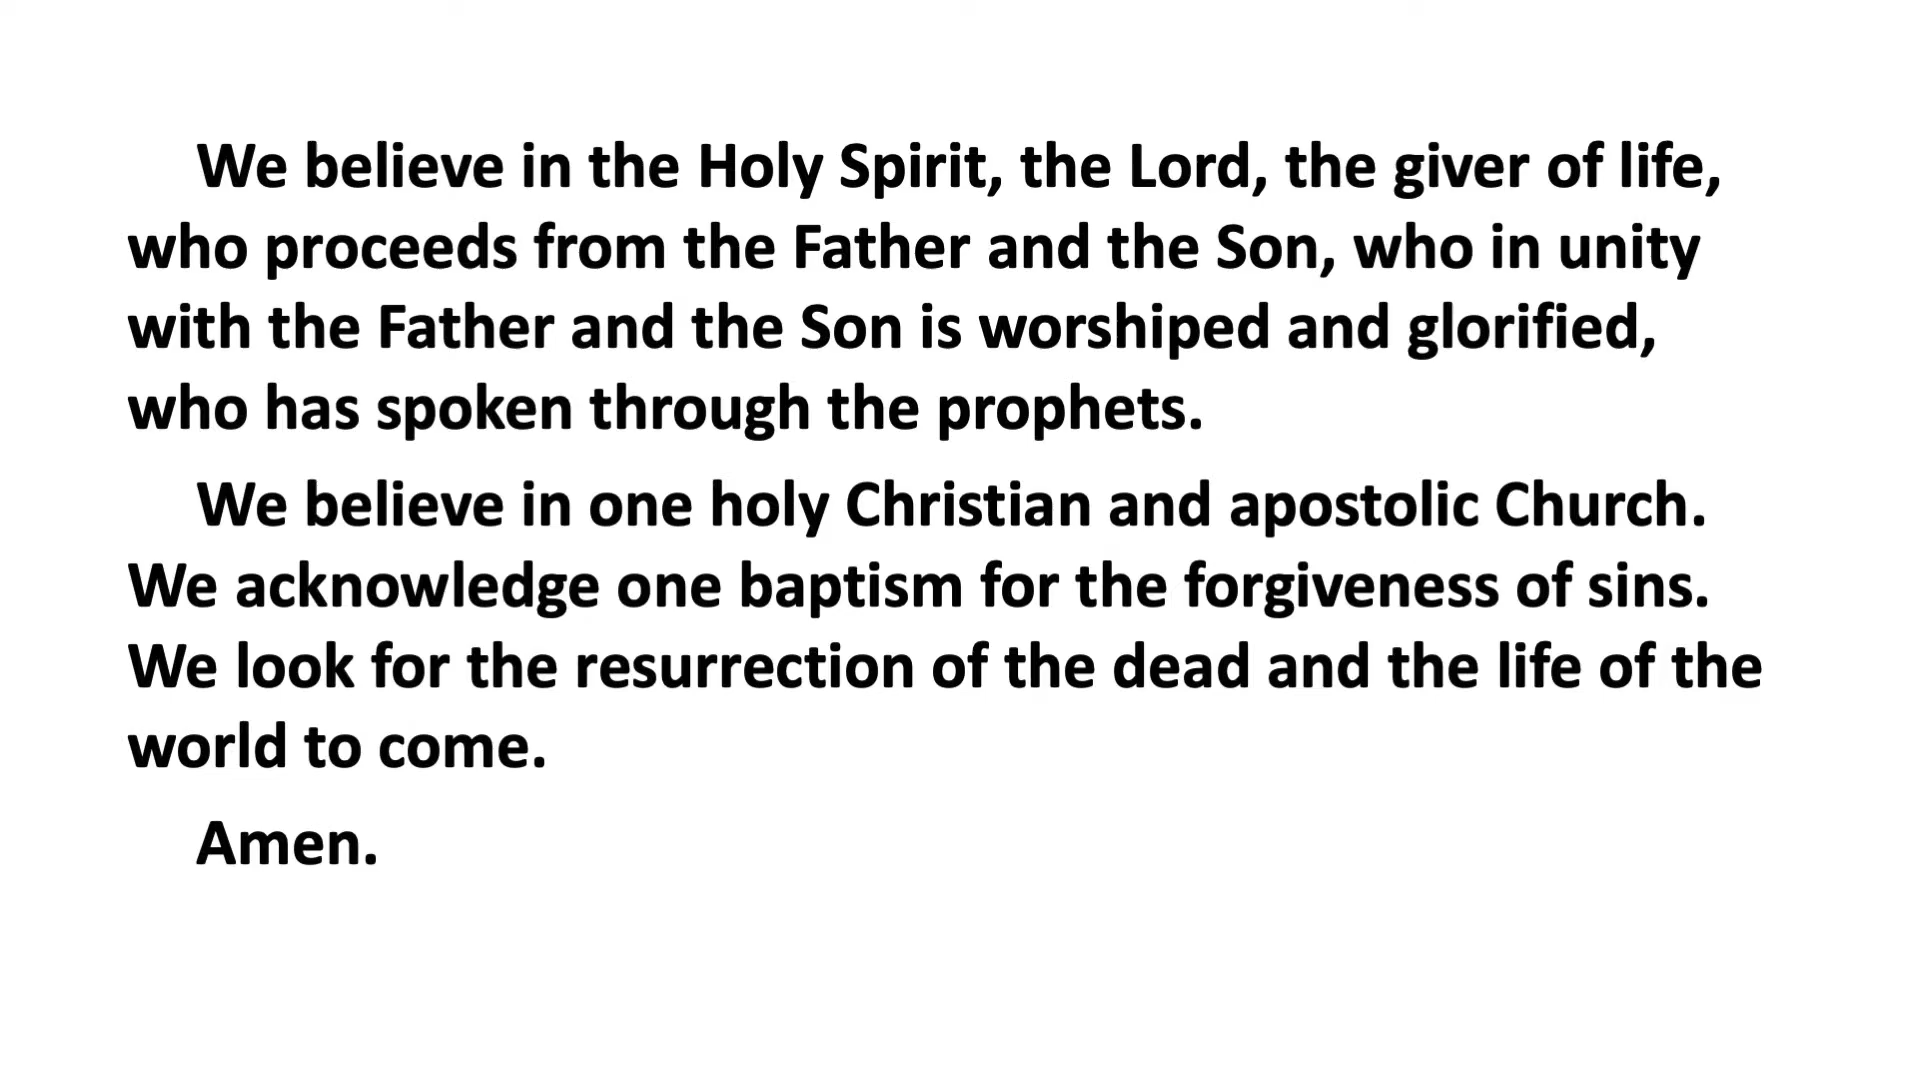 We believe in the Holy Spirit, the Lord, the giver of life,
who proceeds from the Father and the Son, who in unity
with the Father and the Son is worshiped and glorified,
who has spoken through the prophets.
We believe in one holy Christian and apostolic Church.
We acknowledge one baptism for the forgiveness of sins.
We look for the resurrection of the dead and the life of the
world to come.
Amen.